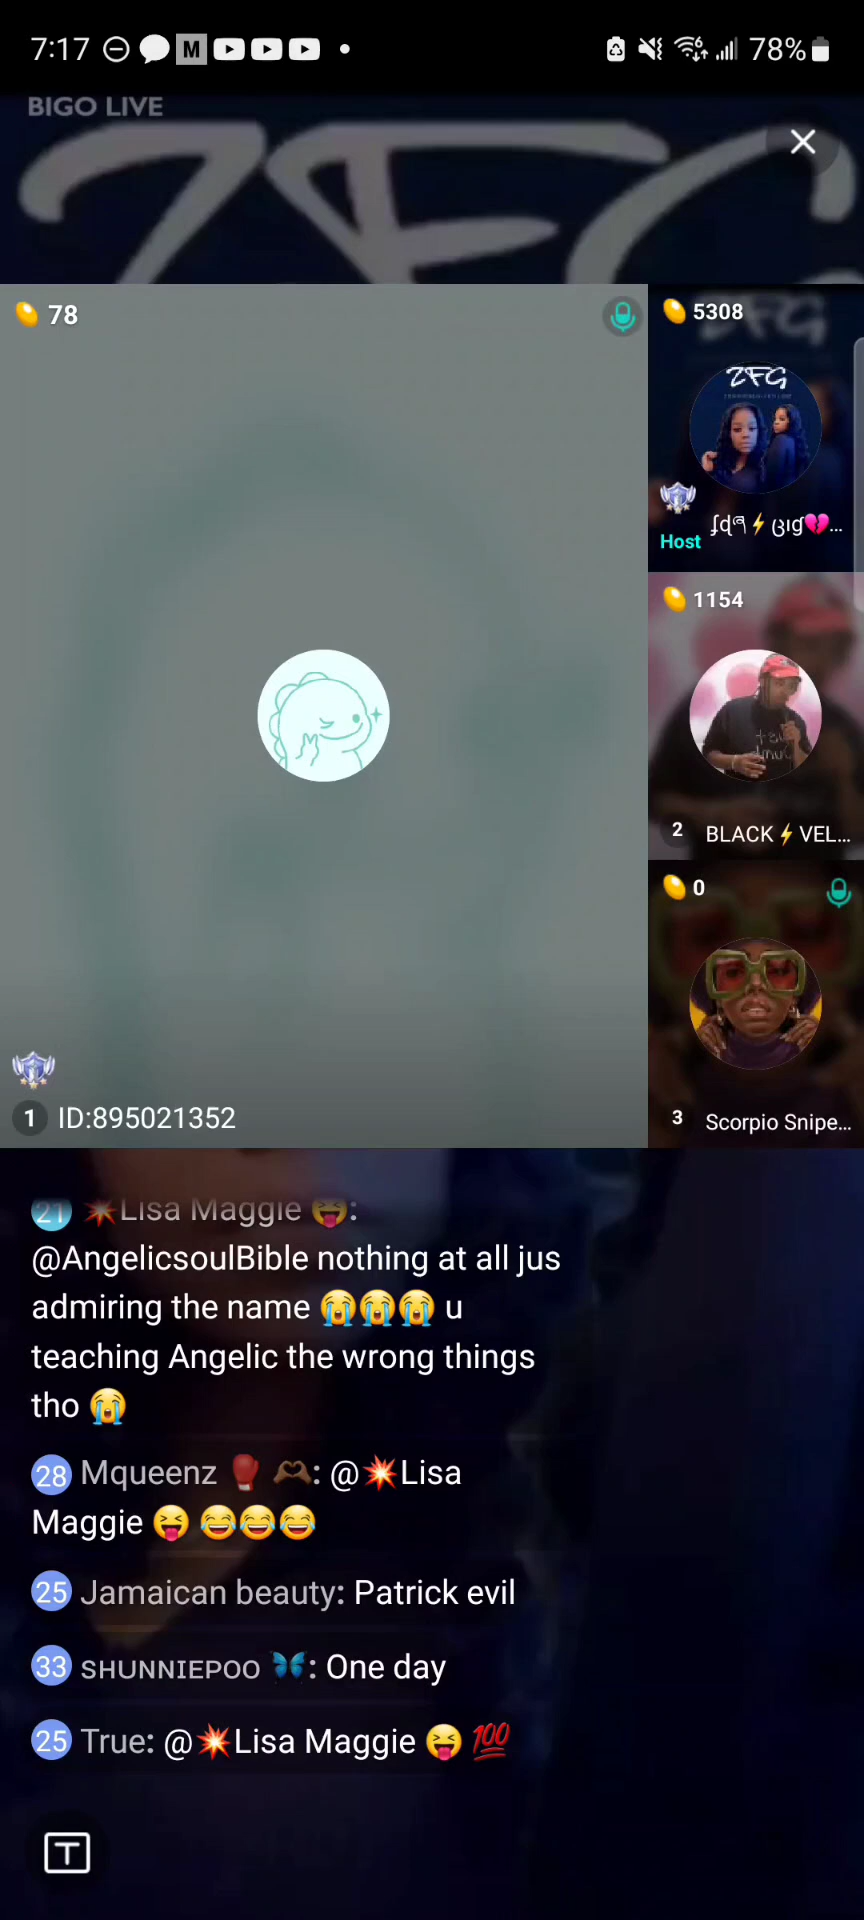 7:17 M 78%
BIGO LIVE
ZFG
78
5308
ZFG
Host
1154
2 BLACK⚡VEL...
0
3 Scorpio Snipe...
1 ID:895021352
21 💥Lisa Maggie 😝:
@AngelicsoulBible nothing at all jus
admiring the name 😭😭😭 u
teaching Angelic the wrong things
tho 😭
28 Mqueenz 🥊 🫶🏾: @💥Lisa
Maggie 😝 😂😂😂
25 Jamaican beauty: Patrick evil
33 SHUNNIEPOO 🦋: One day
25 True: @💥Lisa Maggie 😝 💯
T